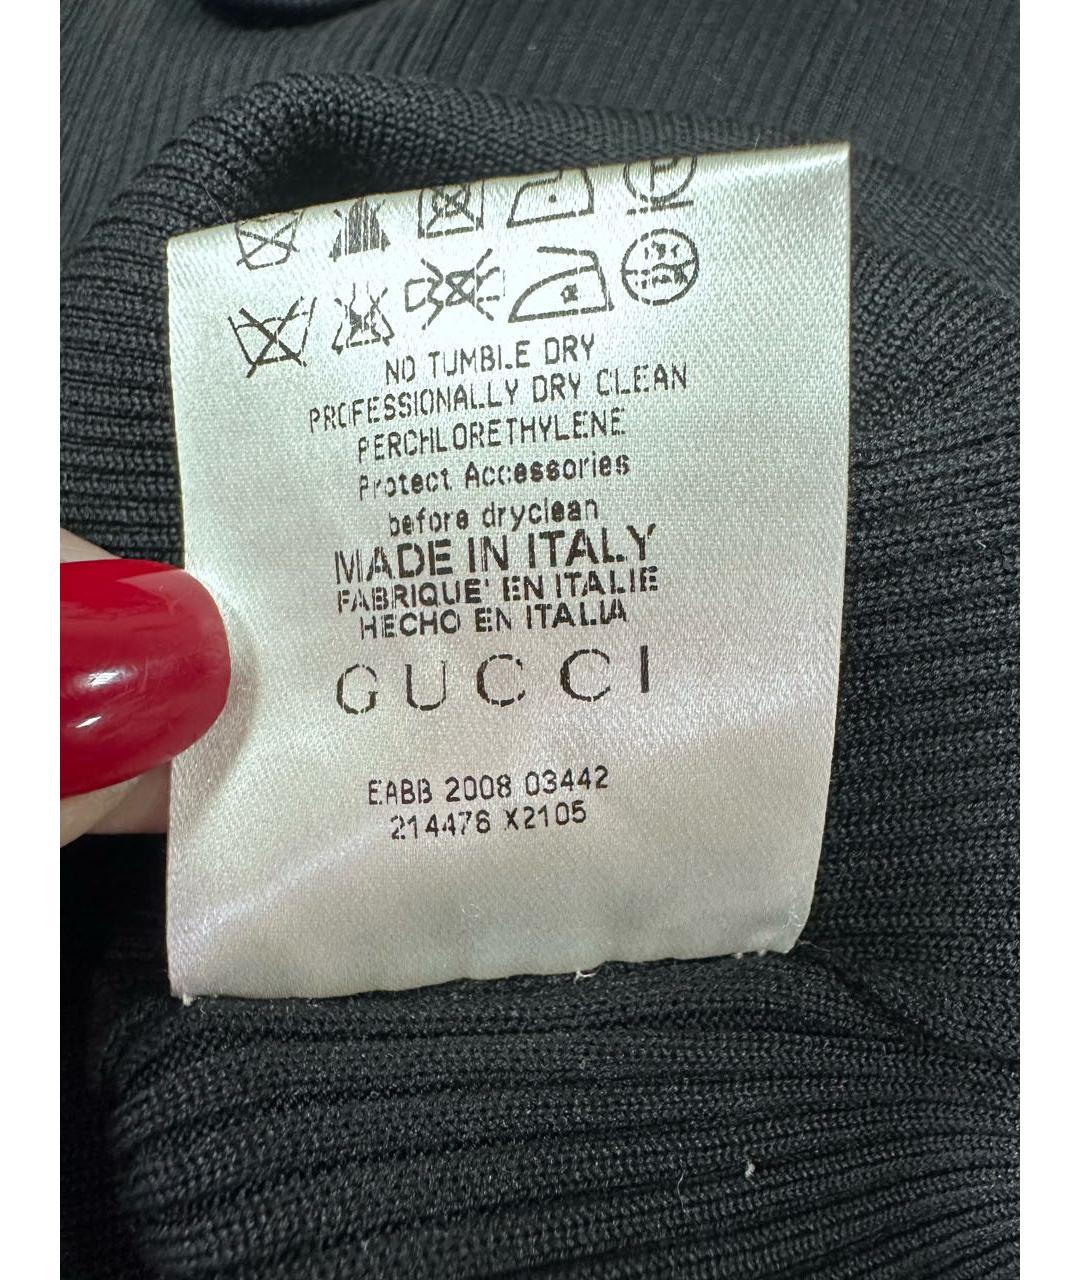 NO TUMBLE DRY
PROFESSIONALLY DRY CLEAN
PERCHLORETHYLENE
Protect Accessories
before dryclean
MADE IN ITALY
FABRIQUE' EN ITALIE
HECHO EN ITALIA
GUCCI
EABB 2008 03442
214476 X2105